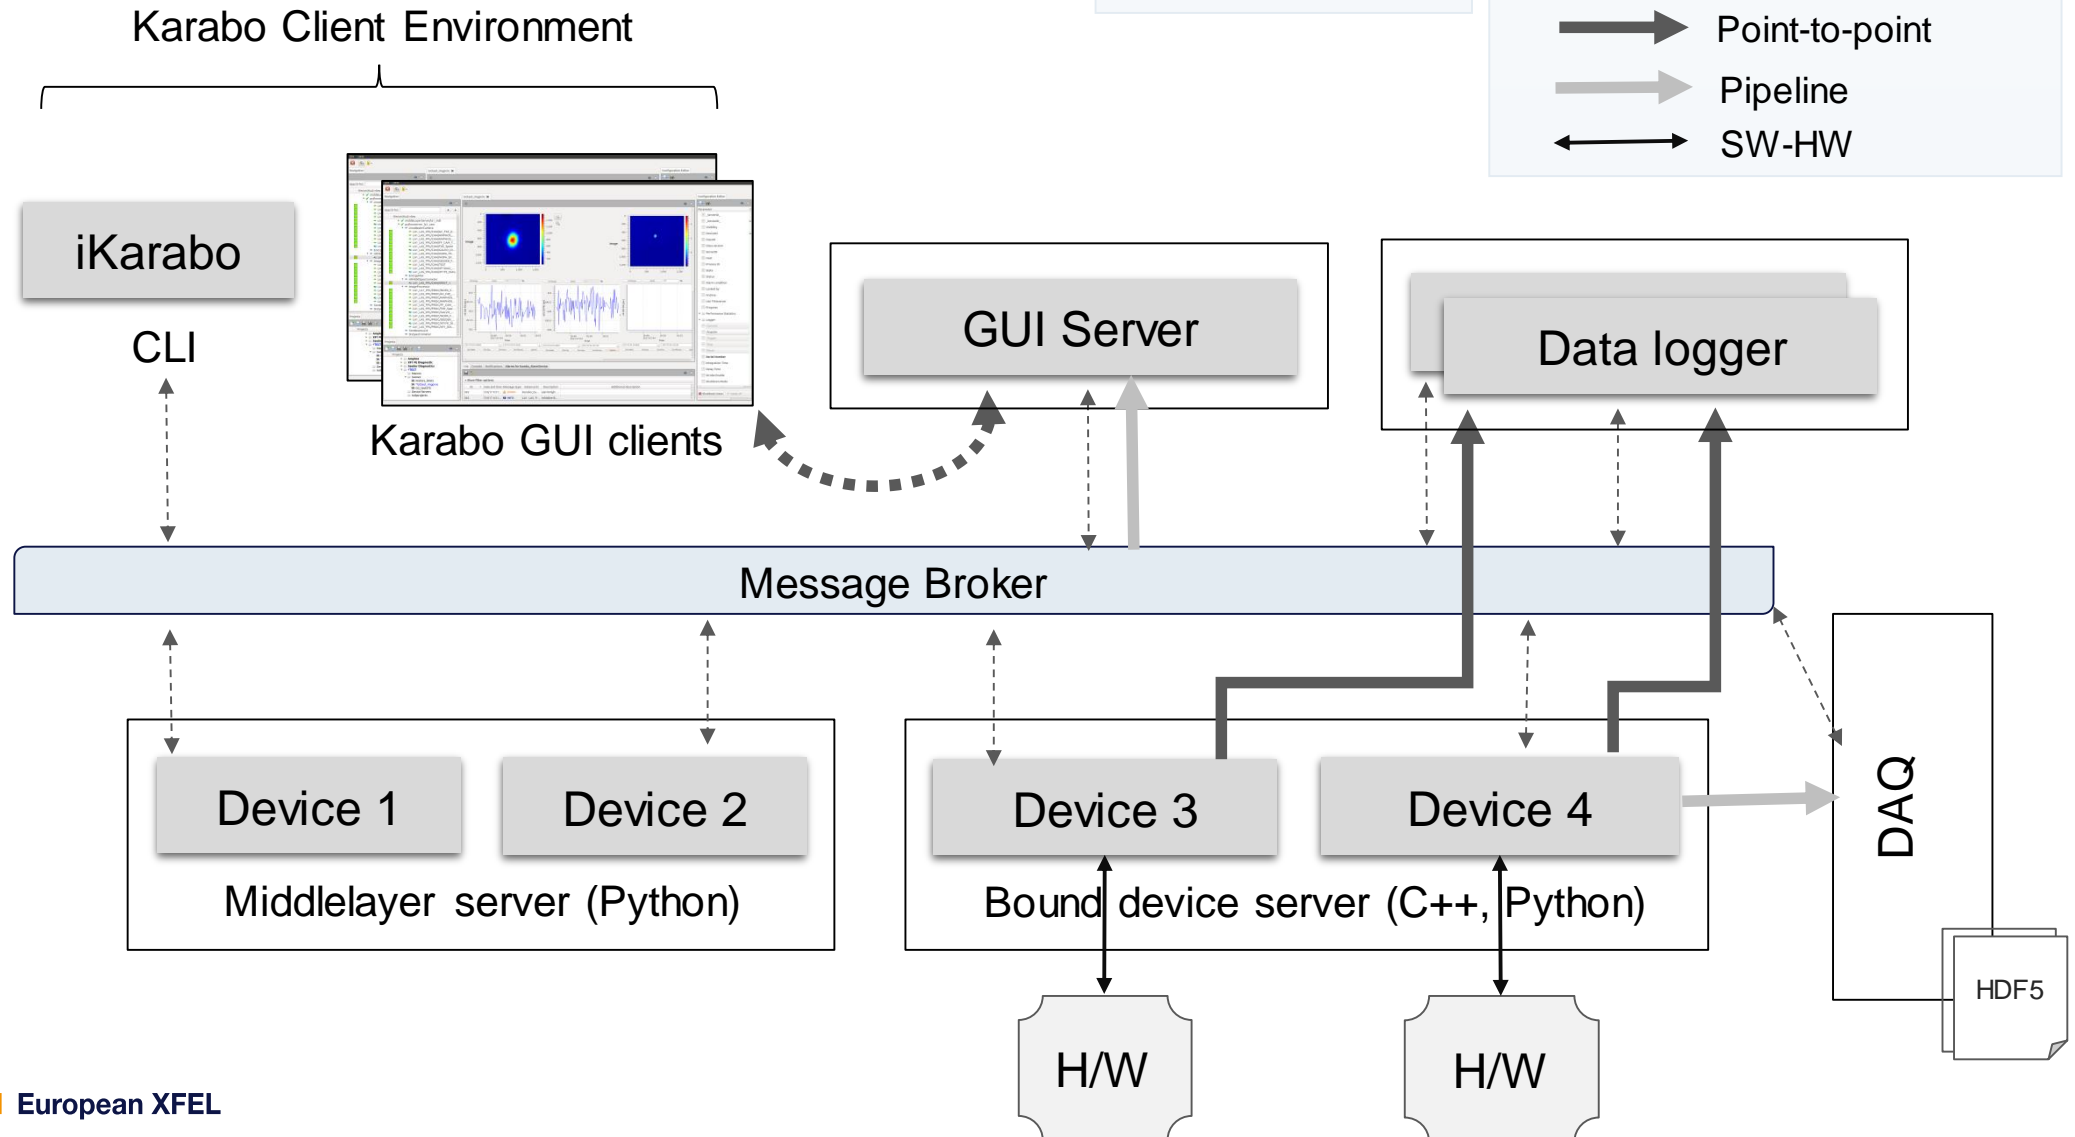 Karabo Client Environment
Point-to-point
Pipeline
SW-HW
iKarabo
CLI
Karabo GUI clients
GUI Server
Data logger
Message Broker
Device 1
Device 2
Middlelayer server (Python)
Device 3
Device 4
Bound device server (C++, Python)
DAQ
HDF5
H/W
H/W
European XFEL